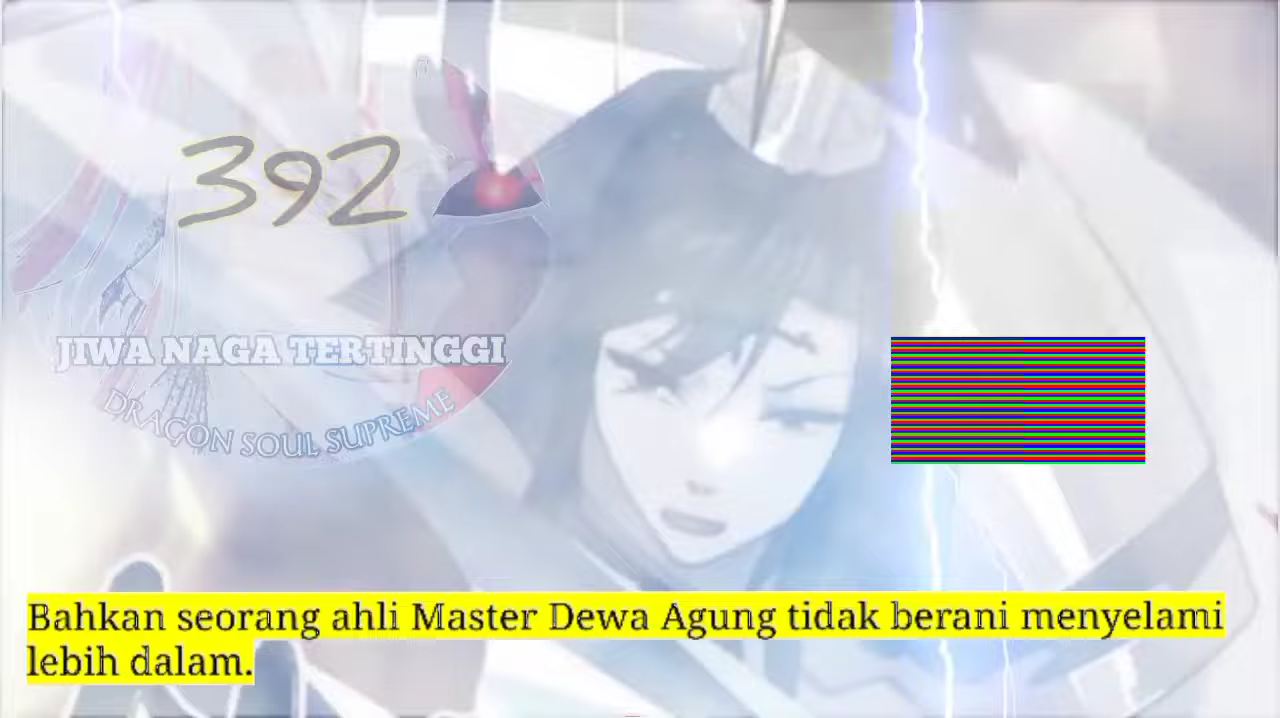 392
JIWA NAGA TERTINGGI
DRAGON SOUL SUPREME
Bahkan seorang ahli Master Dewa Agung tidak berani menyelami
lebih dalam.